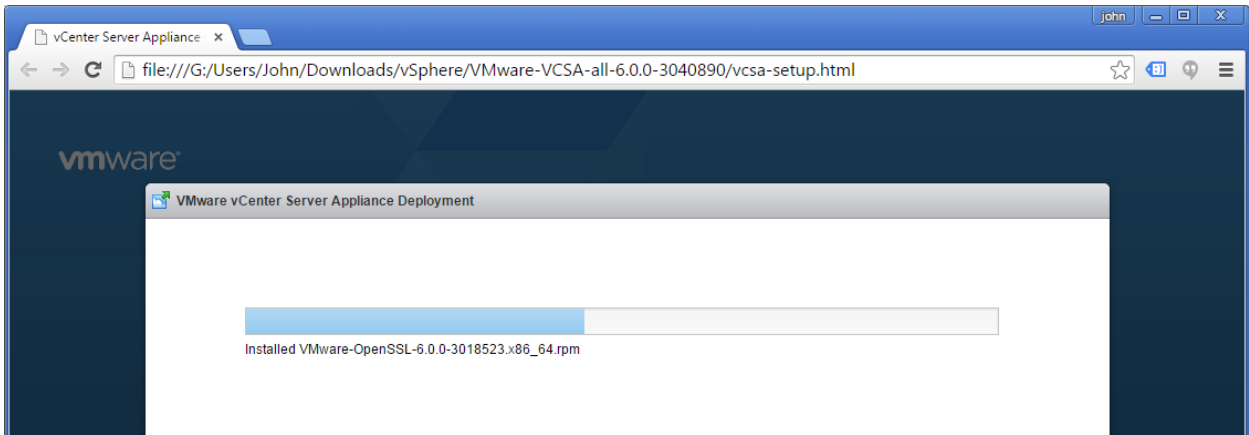 john
vCenter Server Appliance
file:///G:/Users/John/Downloads/vSphere/VMware-VCSA-all-6.0.0-3040890/vcsa-setup.html
vmware
VMware vCenter Server Appliance Deployment
Installed VMware-OpenSSL-6.0.0-3018523.x86_64.rpm